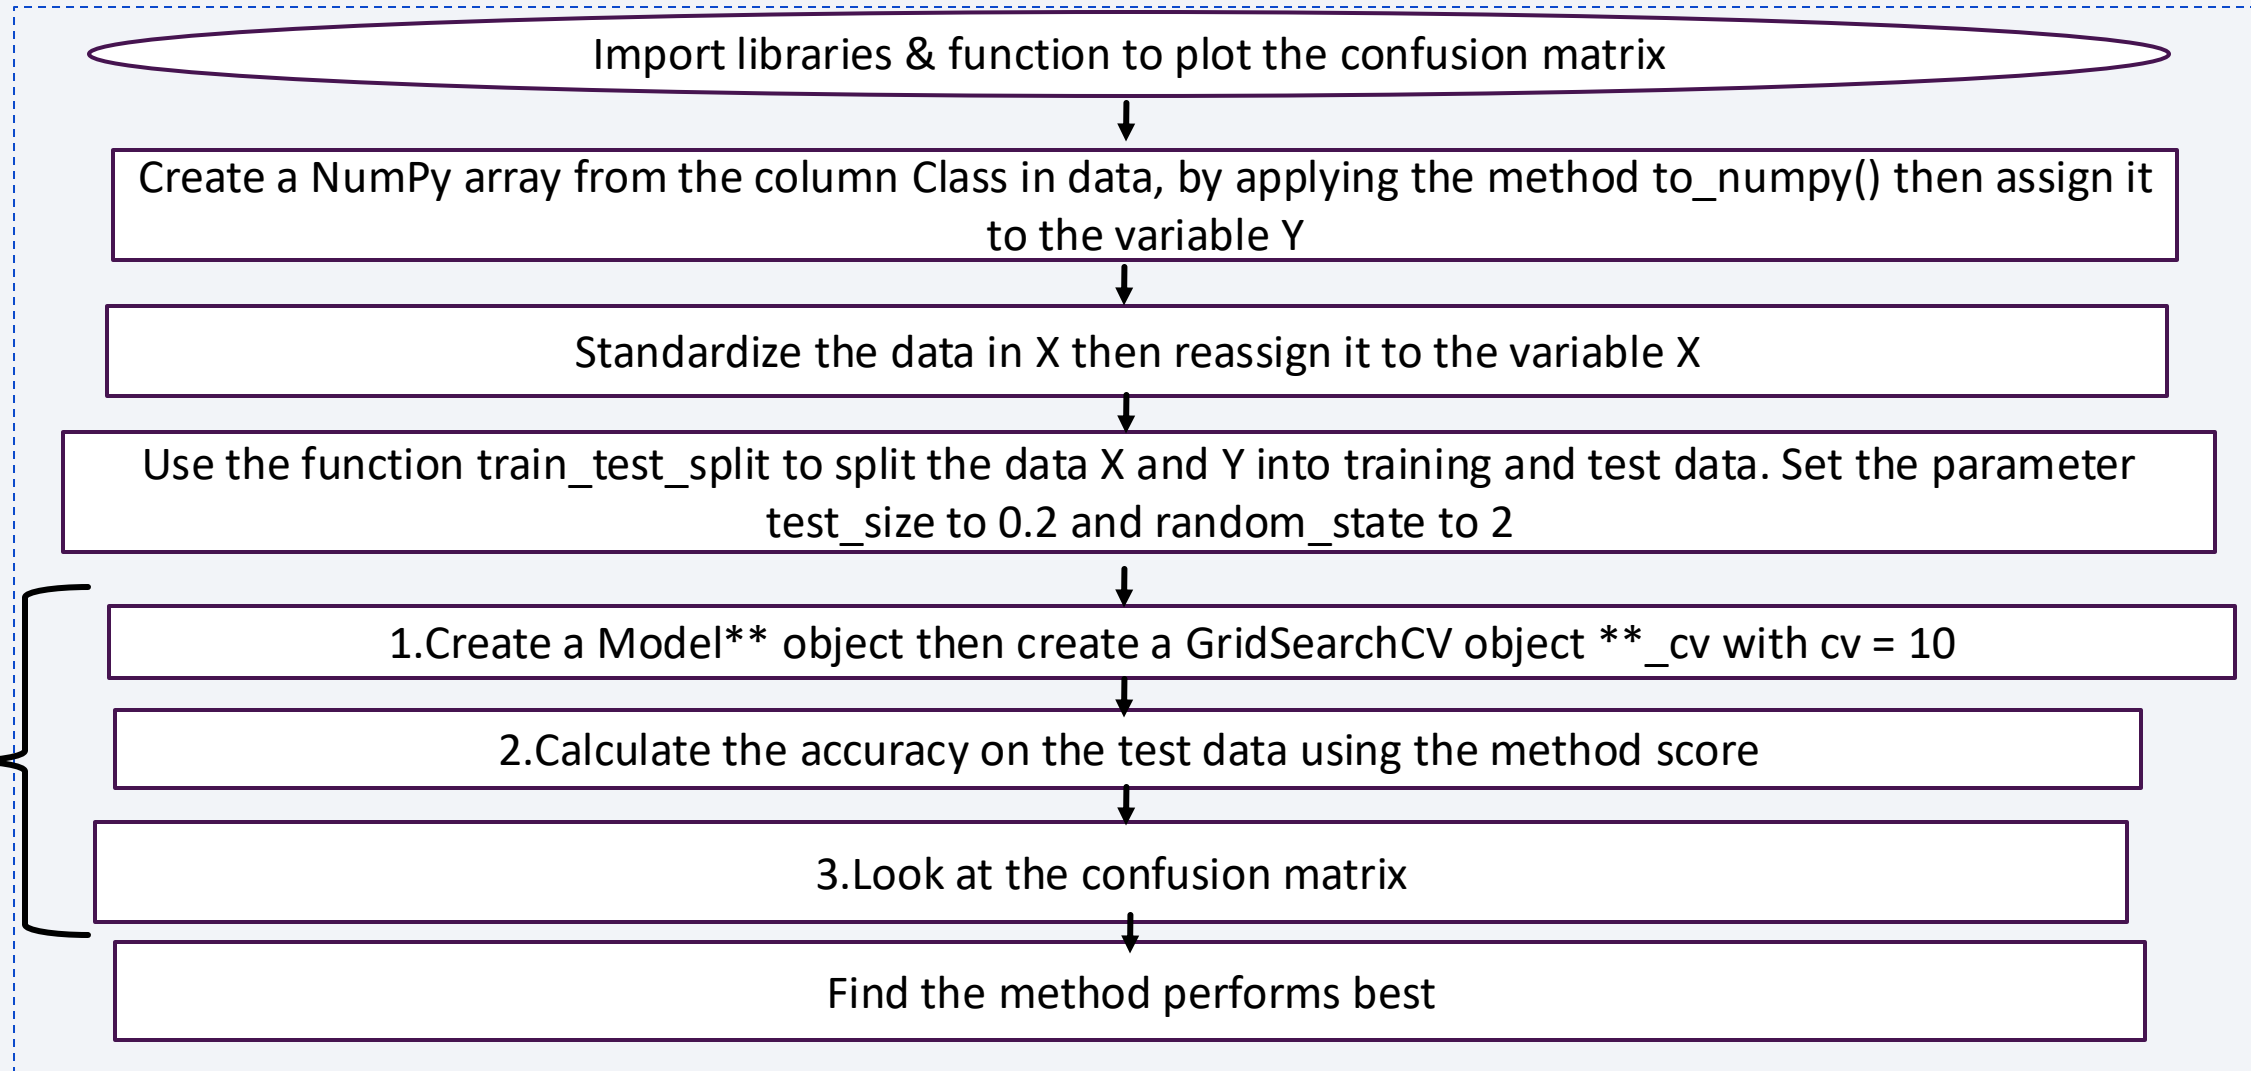 Import libraries & function to plot the confusion matrix
Create a NumPy array from the column Class in data, by applying the method to_numpy() then assign it
to the variable Y
Standardize the data in X then reassign it to the variable X
Use the function train_test_split to split the data X and Y into training and test data. Set the parameter
test_size to 0.2 and random_state to 2
1.Create a Model** object then create a GridSearchCV object **_cv with cv = 10
2.Calculate the accuracy on the test data using the method score
3.Look at the confusion matrix
Find the method performs best